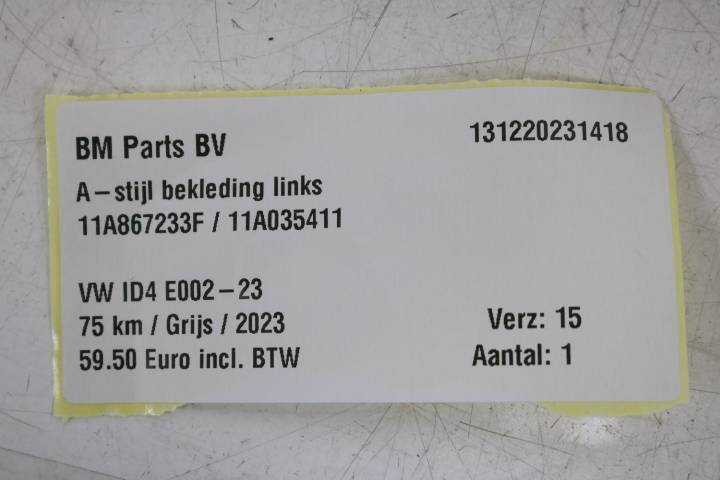 BM Parts BV 131220231418
A-stijl bekleding links
11A867233F / 11A035411
VW ID4 E002-23
75 km / Grijs / 2023 Verz: 15
59.50 Euro incl. BTW Aantal: 1